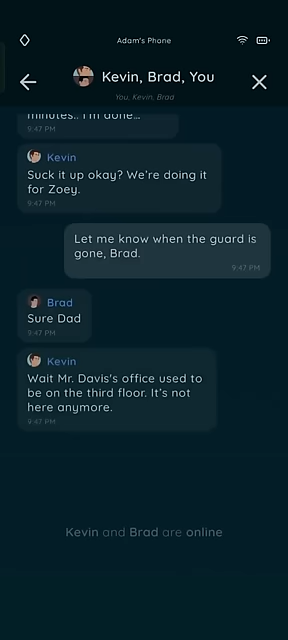 Adam's Phone
Kevin, Brad, You
You, Kevin, Brad
minutes.. I'm done...
9:47 PM
Kevin
Suck it up okay? We're doing it
for Zoey.
9:47 PM
Let me know when the guard is
gone, Brad.
9:47 PM
Brad
Sure Dad
9:47 PM
Kevin
Wait Mr. Davis's office used to
be on the third floor. It's not
here anymore.
9:47 PM
Kevin and Brad are online